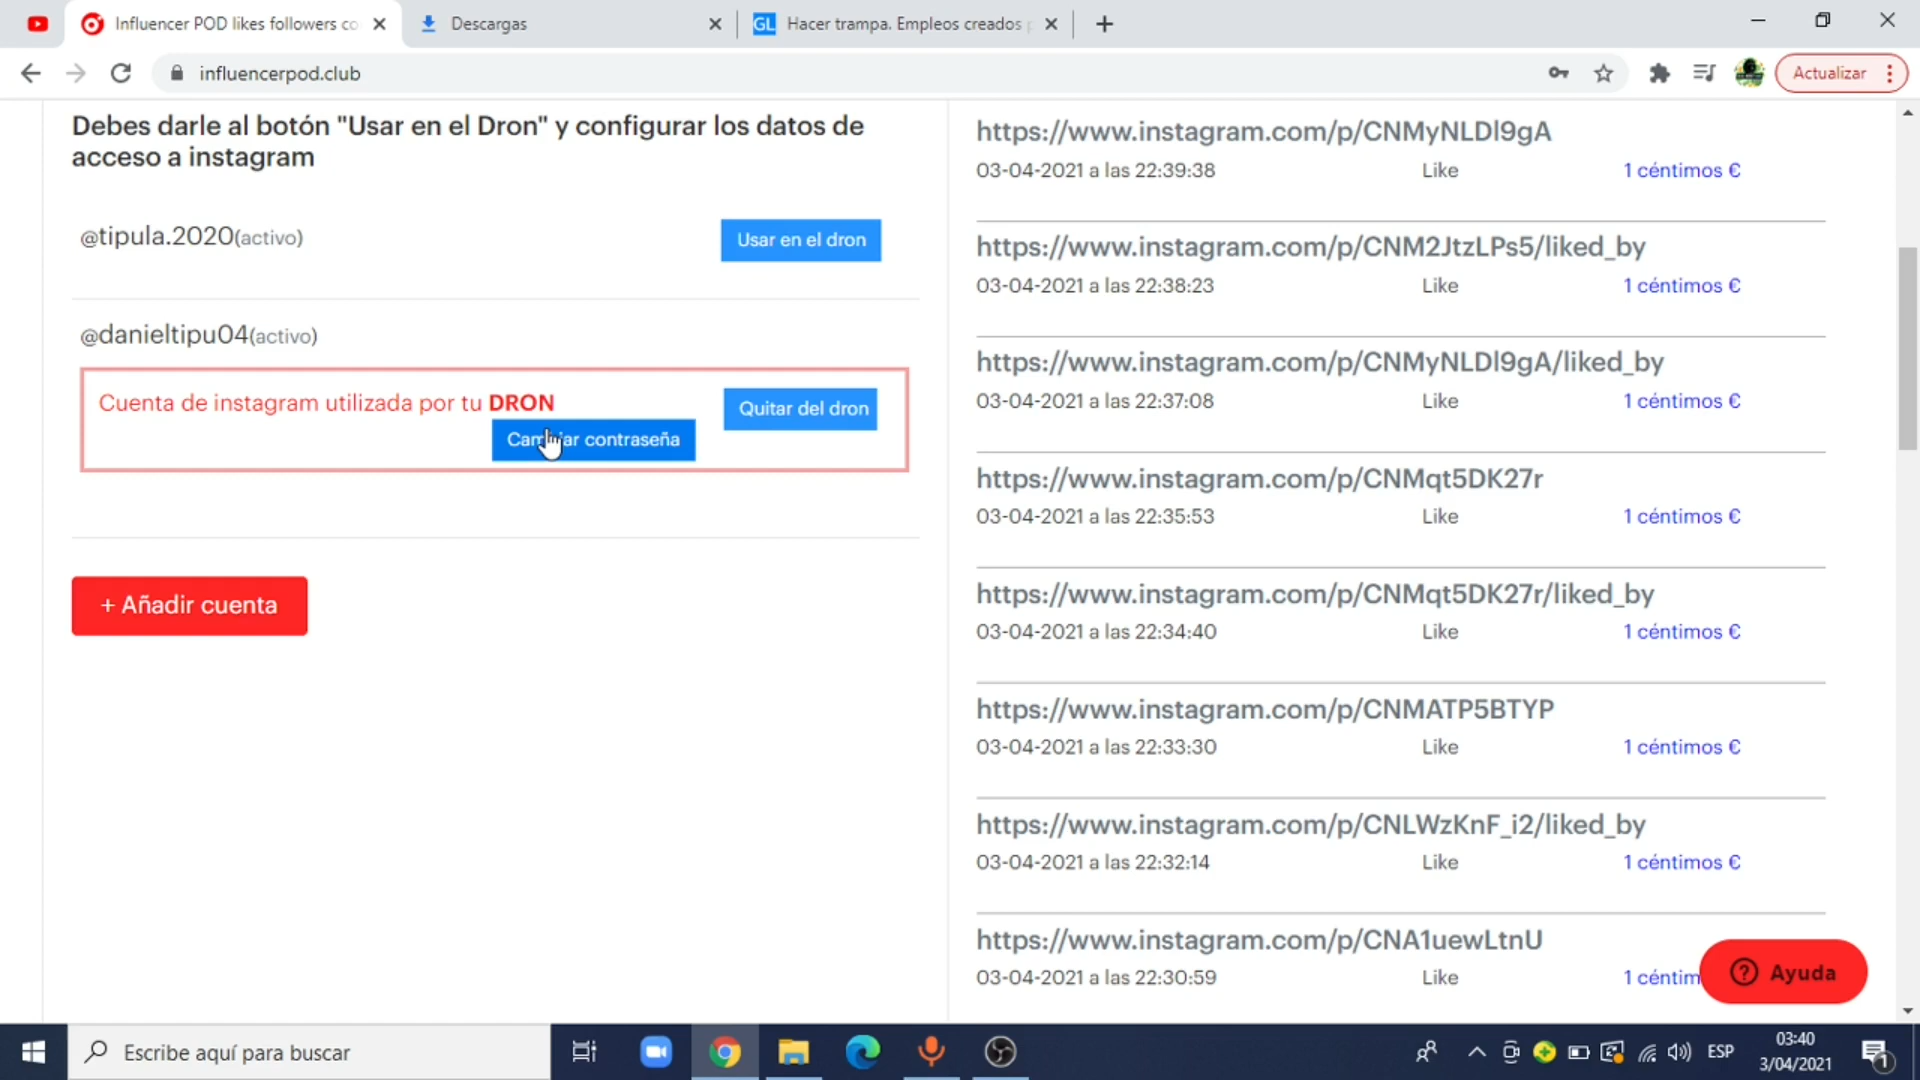 Influencer POD likes followers co
Descargas
GL Hacer trampa. Empleos creados
influencerpod.club
Actualizar
Debes darle al botón "Usar en el Dron" y configurar los datos de
acceso a instagram
@tipula.2020(activo)
Usar en el dron
@danieltipu04(activo)
Cuenta de instagram utilizada por tu DRON
Quitar del dron
Cambiar contraseña
+ Añadir cuenta
https://www.instagram.com/p/CNMyNLDl9gA
03-04-2021 a las 22:39:38 Like 1 céntimos €
https://www.instagram.com/p/CNM2JtzLPs5/liked_by
03-04-2021 a las 22:38:23 Like 1 céntimos €
https://www.instagram.com/p/CNMyNLDl9gA/liked_by
03-04-2021 a las 22:37:08 Like 1 céntimos €
https://www.instagram.com/p/CNMqt5DK27r
03-04-2021 a las 22:35:53 Like 1 céntimos €
https://www.instagram.com/p/CNMqt5DK27r/liked_by
03-04-2021 a las 22:34:40 Like 1 céntimos €
https://www.instagram.com/p/CNMATP5BTYP
03-04-2021 a las 22:33:30 Like 1 céntimos €
https://www.instagram.com/p/CNLWzKnF_i2/liked_by
03-04-2021 a las 22:32:14 Like 1 céntimos €
https://www.instagram.com/p/CNA1uewLtnU
03-04-2021 a las 22:30:59 Like 1 céntim
Ayuda
Escribe aquí para buscar
ESP
03:40
3/04/2021
1